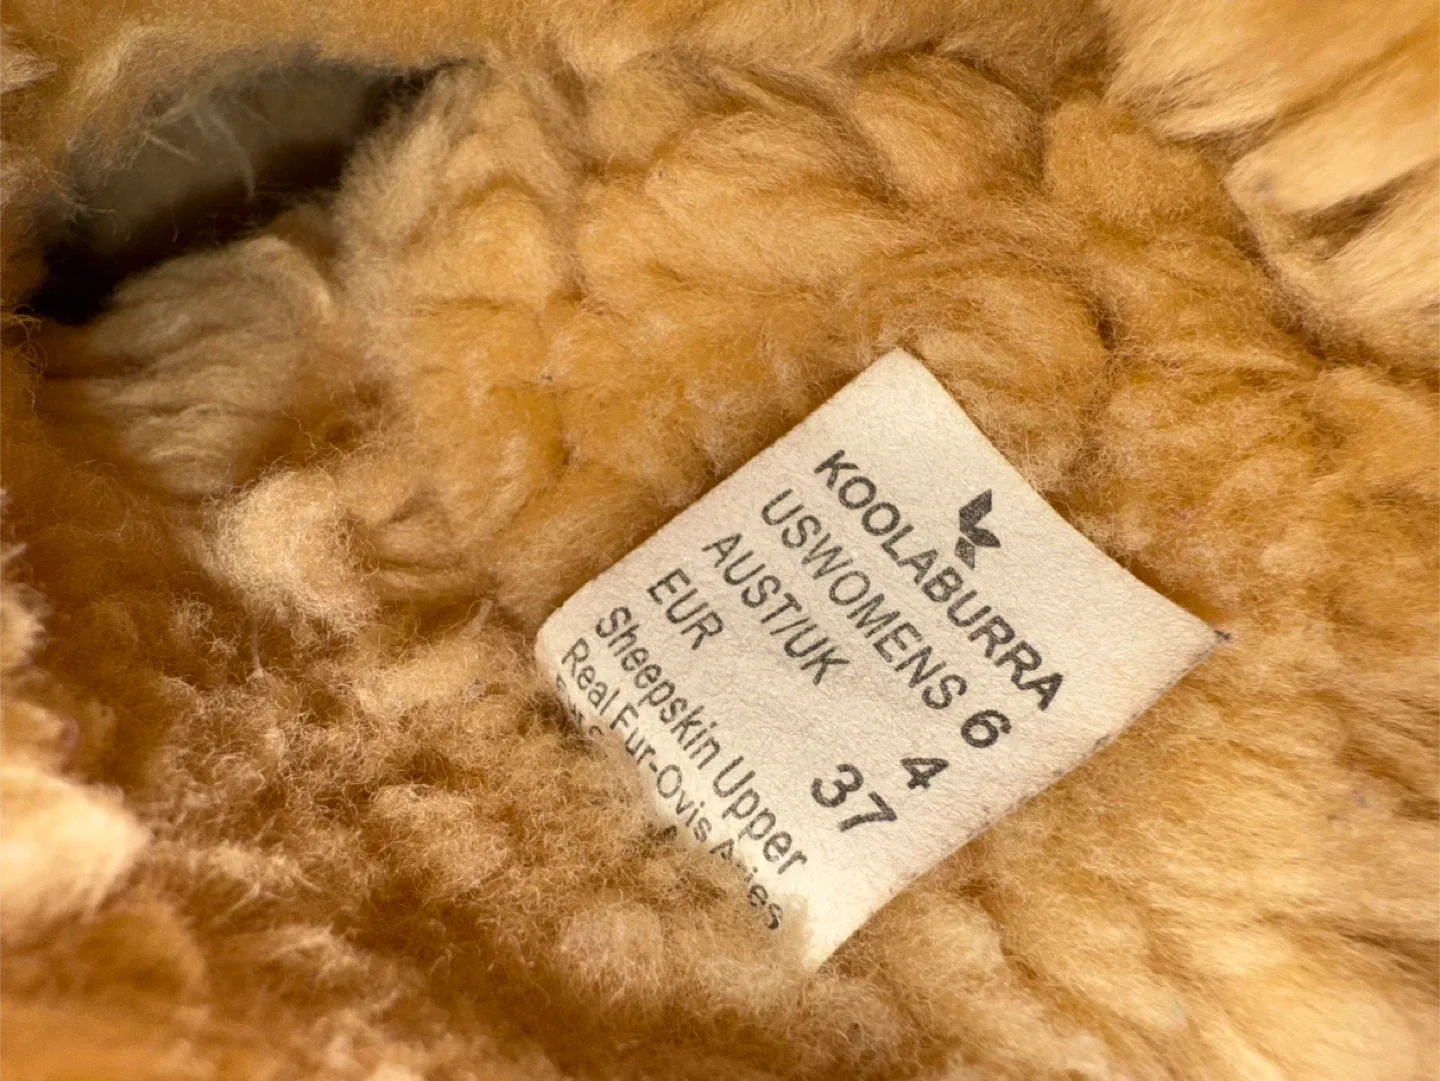 KOOLABURRA
USWOMENS 6
AUST/UK 4
EUR 37
Sheepskin Upper
Real Fur-Ovis Aries